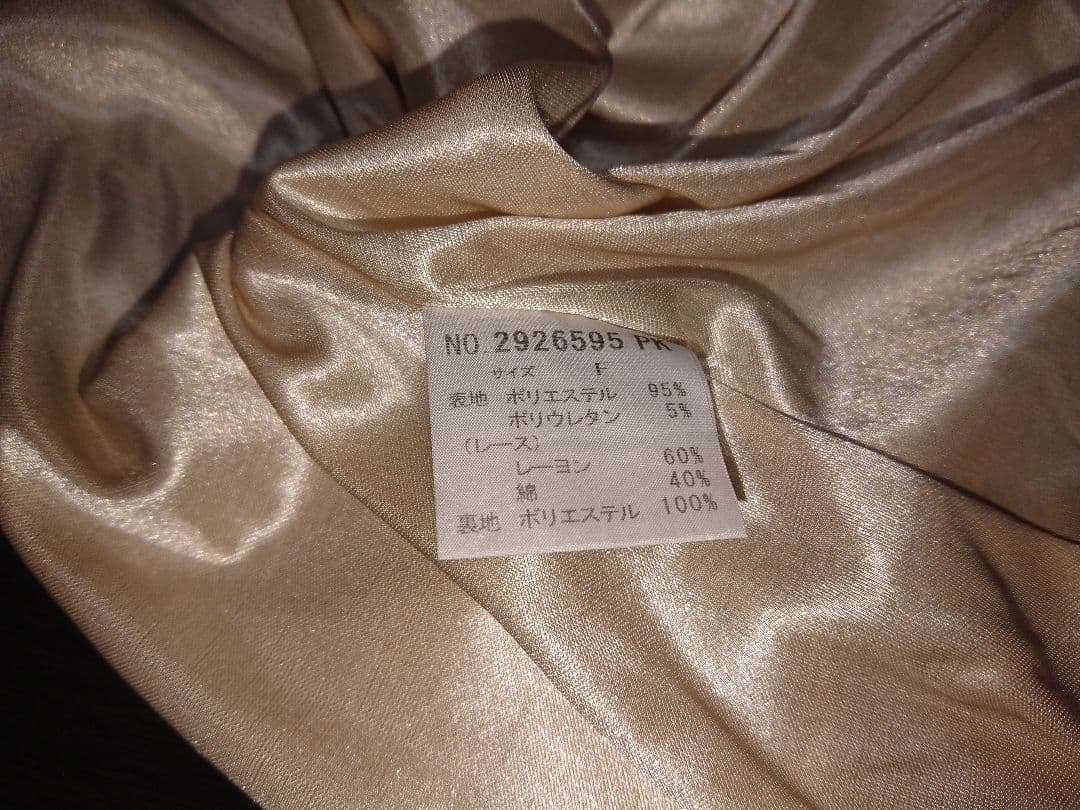 NO. 2926595 PK
サイズ F
表地 ポリエステル 95%
ポリウレタン 5%
(レース)
レーヨン 60%
綿 40%
裏地 ポリエステル 100%